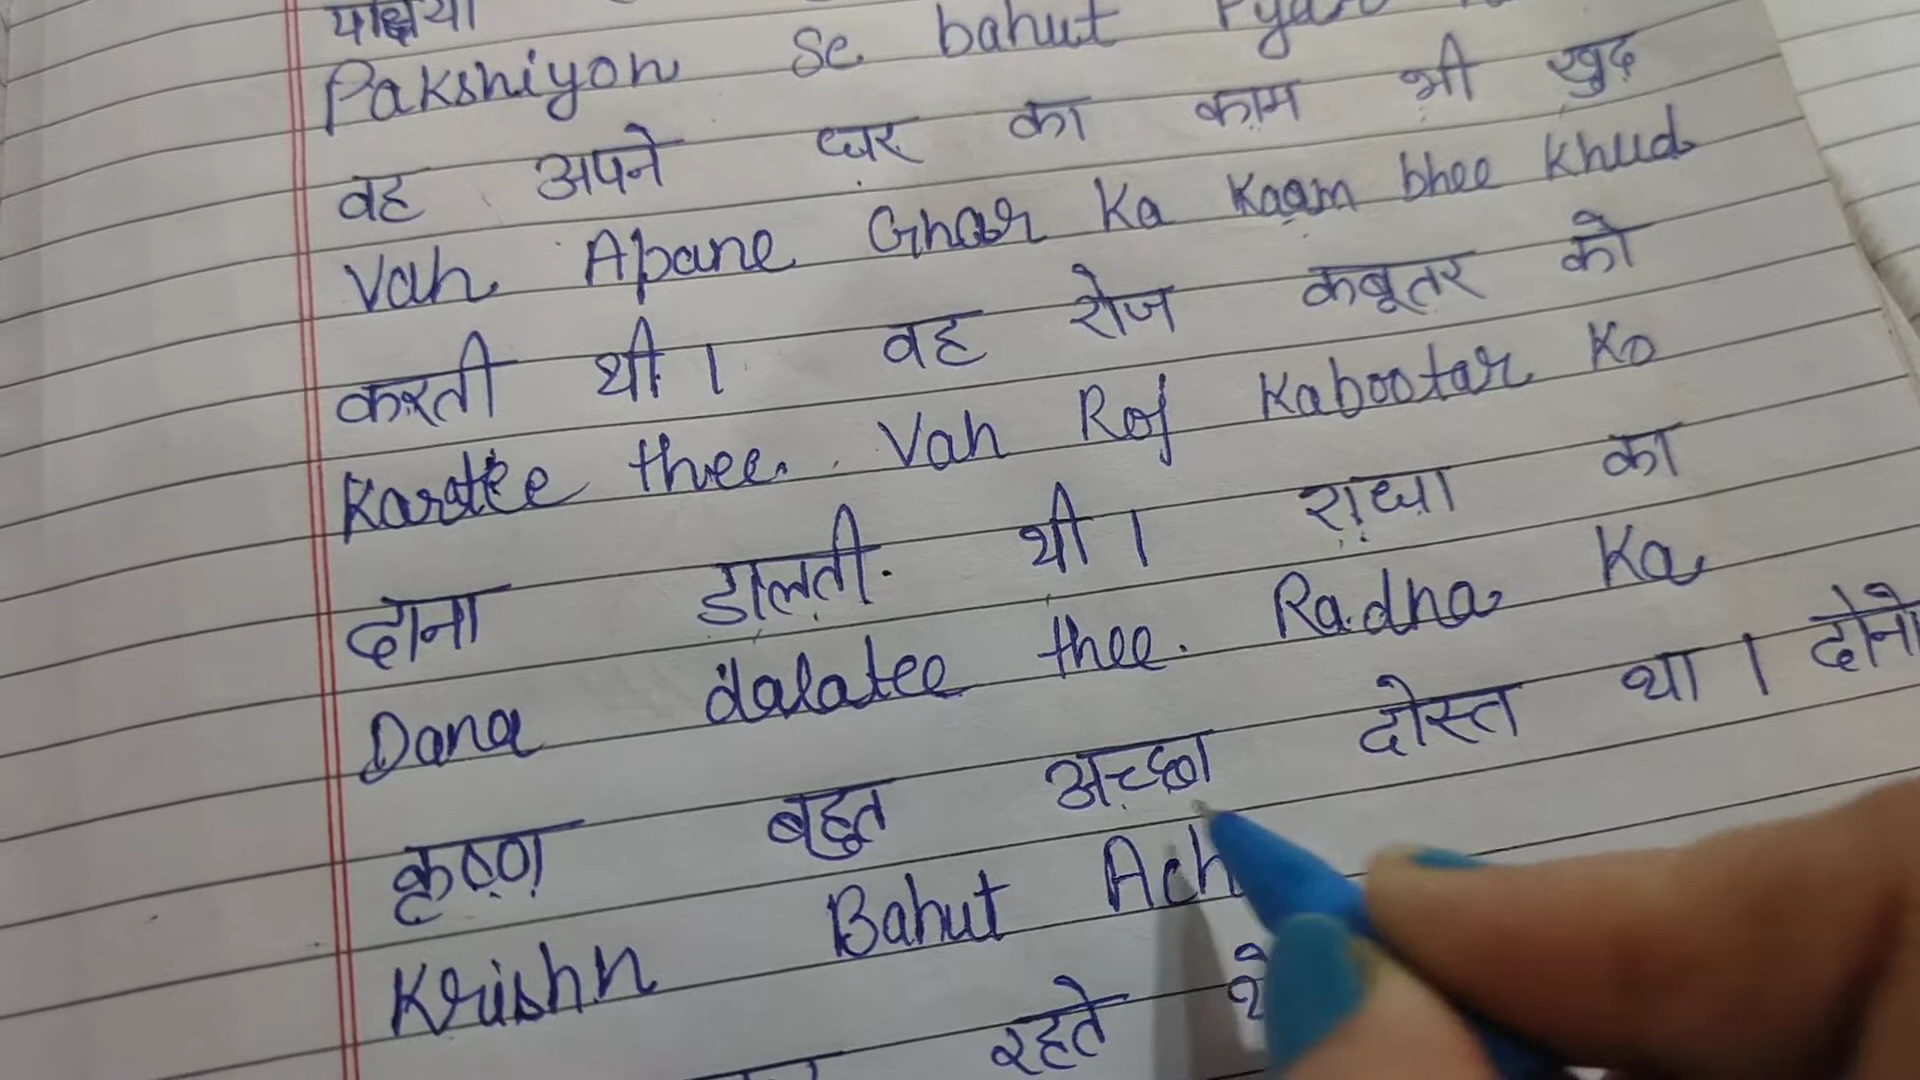 Pakshiyon Se bahut
वह अपने घर का काम भी खुद
Vah Apane Ghar Ka Kaam bhee Khud
करती थी। वह रोज कबूतर को
Karatee thee. Vah Roj Kabootar Ko
दाना डालती थी। राधा का
Dana dalatee thee. Radha Ka
कृष्ण बहुत अच्छा दोस्त था। दोनो
Krishn Bahut Ach
रहते